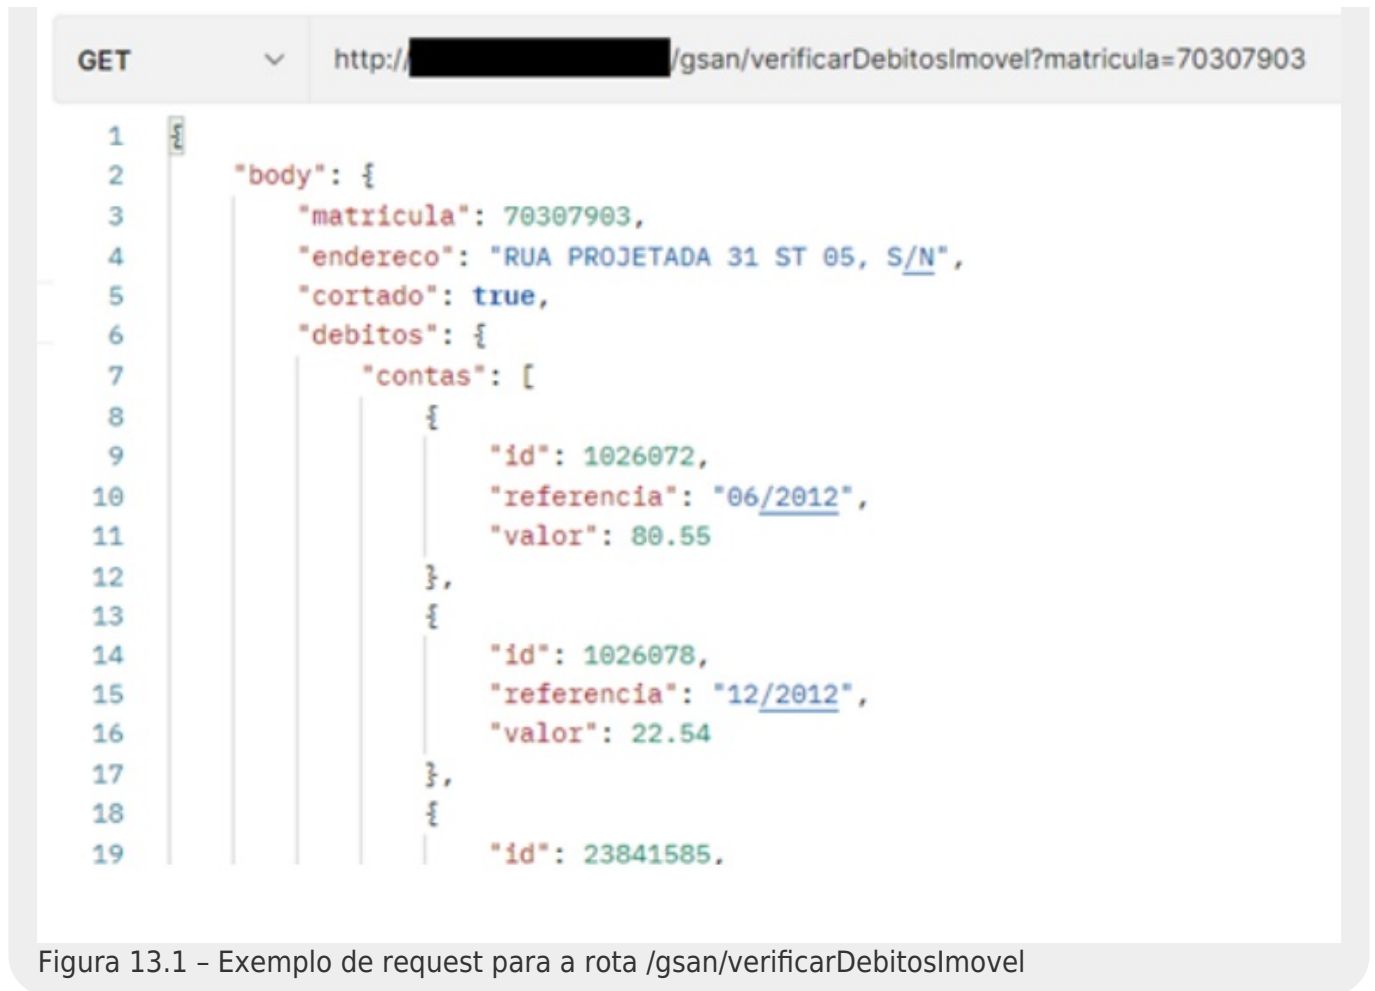 GET http:// /gsan/verificarDebitosImovel?matricula=70307903
1 {
2 "body": {
3 "matricula": 70307903,
4 "endereco": "RUA PROJETADA 31 ST 05, S/N",
5 "cortado": true,
6 "debitos": {
7 "contas": [
8 {
9 "id": 1026072,
10 "referencia": "06/2012",
11 "valor": 80.55
12 },
13 {
14 "id": 1026078,
15 "referencia": "12/2012",
16 "valor": 22.54
17 },
18 {
19 "id": 23841585,
Figura 13.1 – Exemplo de request para a rota /gsan/verificarDebitosImovel